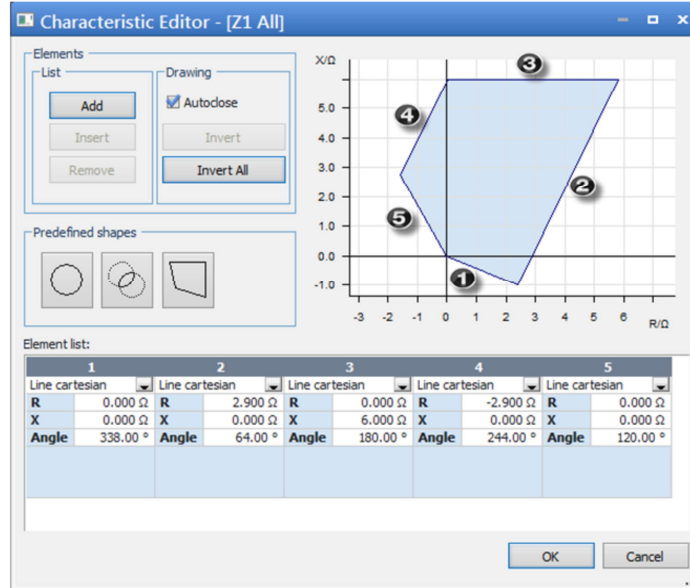 Characteristic Editor - [Z1 All]
Elements
List
Add
Insert
Remove
Drawing
Autoclose
Invert
Invert All
Predefined shapes
X/Ω
5.0
4.0
3.0
2.0
1.0
0.0
-1.0
-3 -2 -1 0 1 2 3 4 5 6 R/Ω
3
4
2
5
1
Element list:
1 2 3 4 5
Line cartesian Line cartesian Line cartesian Line cartesian Line cartesian
R 0.000 Ω R 2.900 Ω R 0.000 Ω R -2.900 Ω R 0.000 Ω
X 0.000 Ω X 0.000 Ω X 6.000 Ω X 0.000 Ω X 0.000 Ω
Angle 338.00 ° Angle 64.00 ° Angle 180.00 ° Angle 244.00 ° Angle 120.00 °
OK Cancel